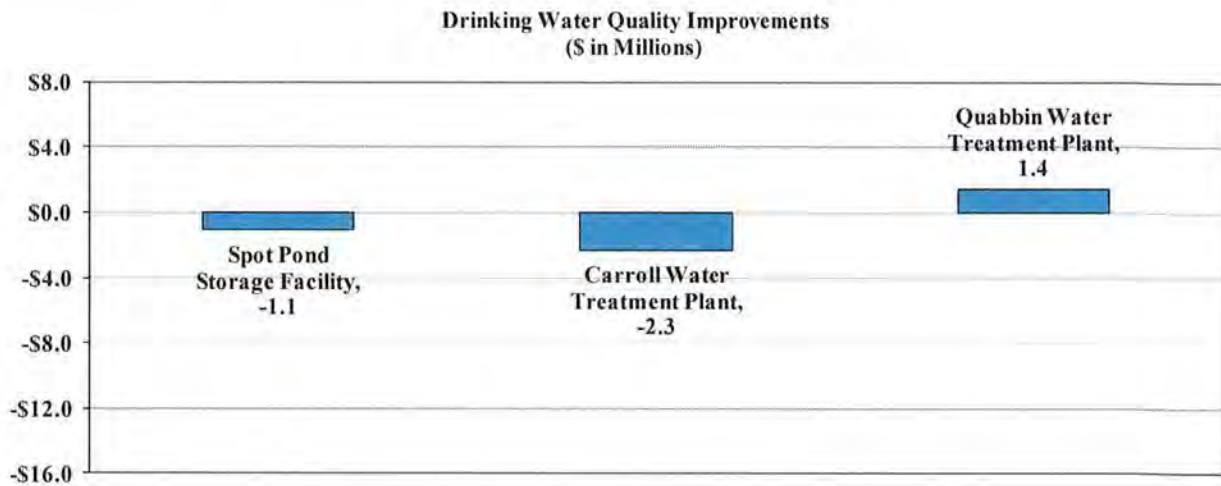 Drinking Water Quality Improvements
($ in Millions)
$8.0
$4.0
$0.0
-$4.0
-$8.0
-$12.0
-$16.0
Spot Pond
Storage Facility,
-1.1
Carroll Water
Treatment Plant,
-2.3
Quabbin Water
Treatment Plant,
1.4